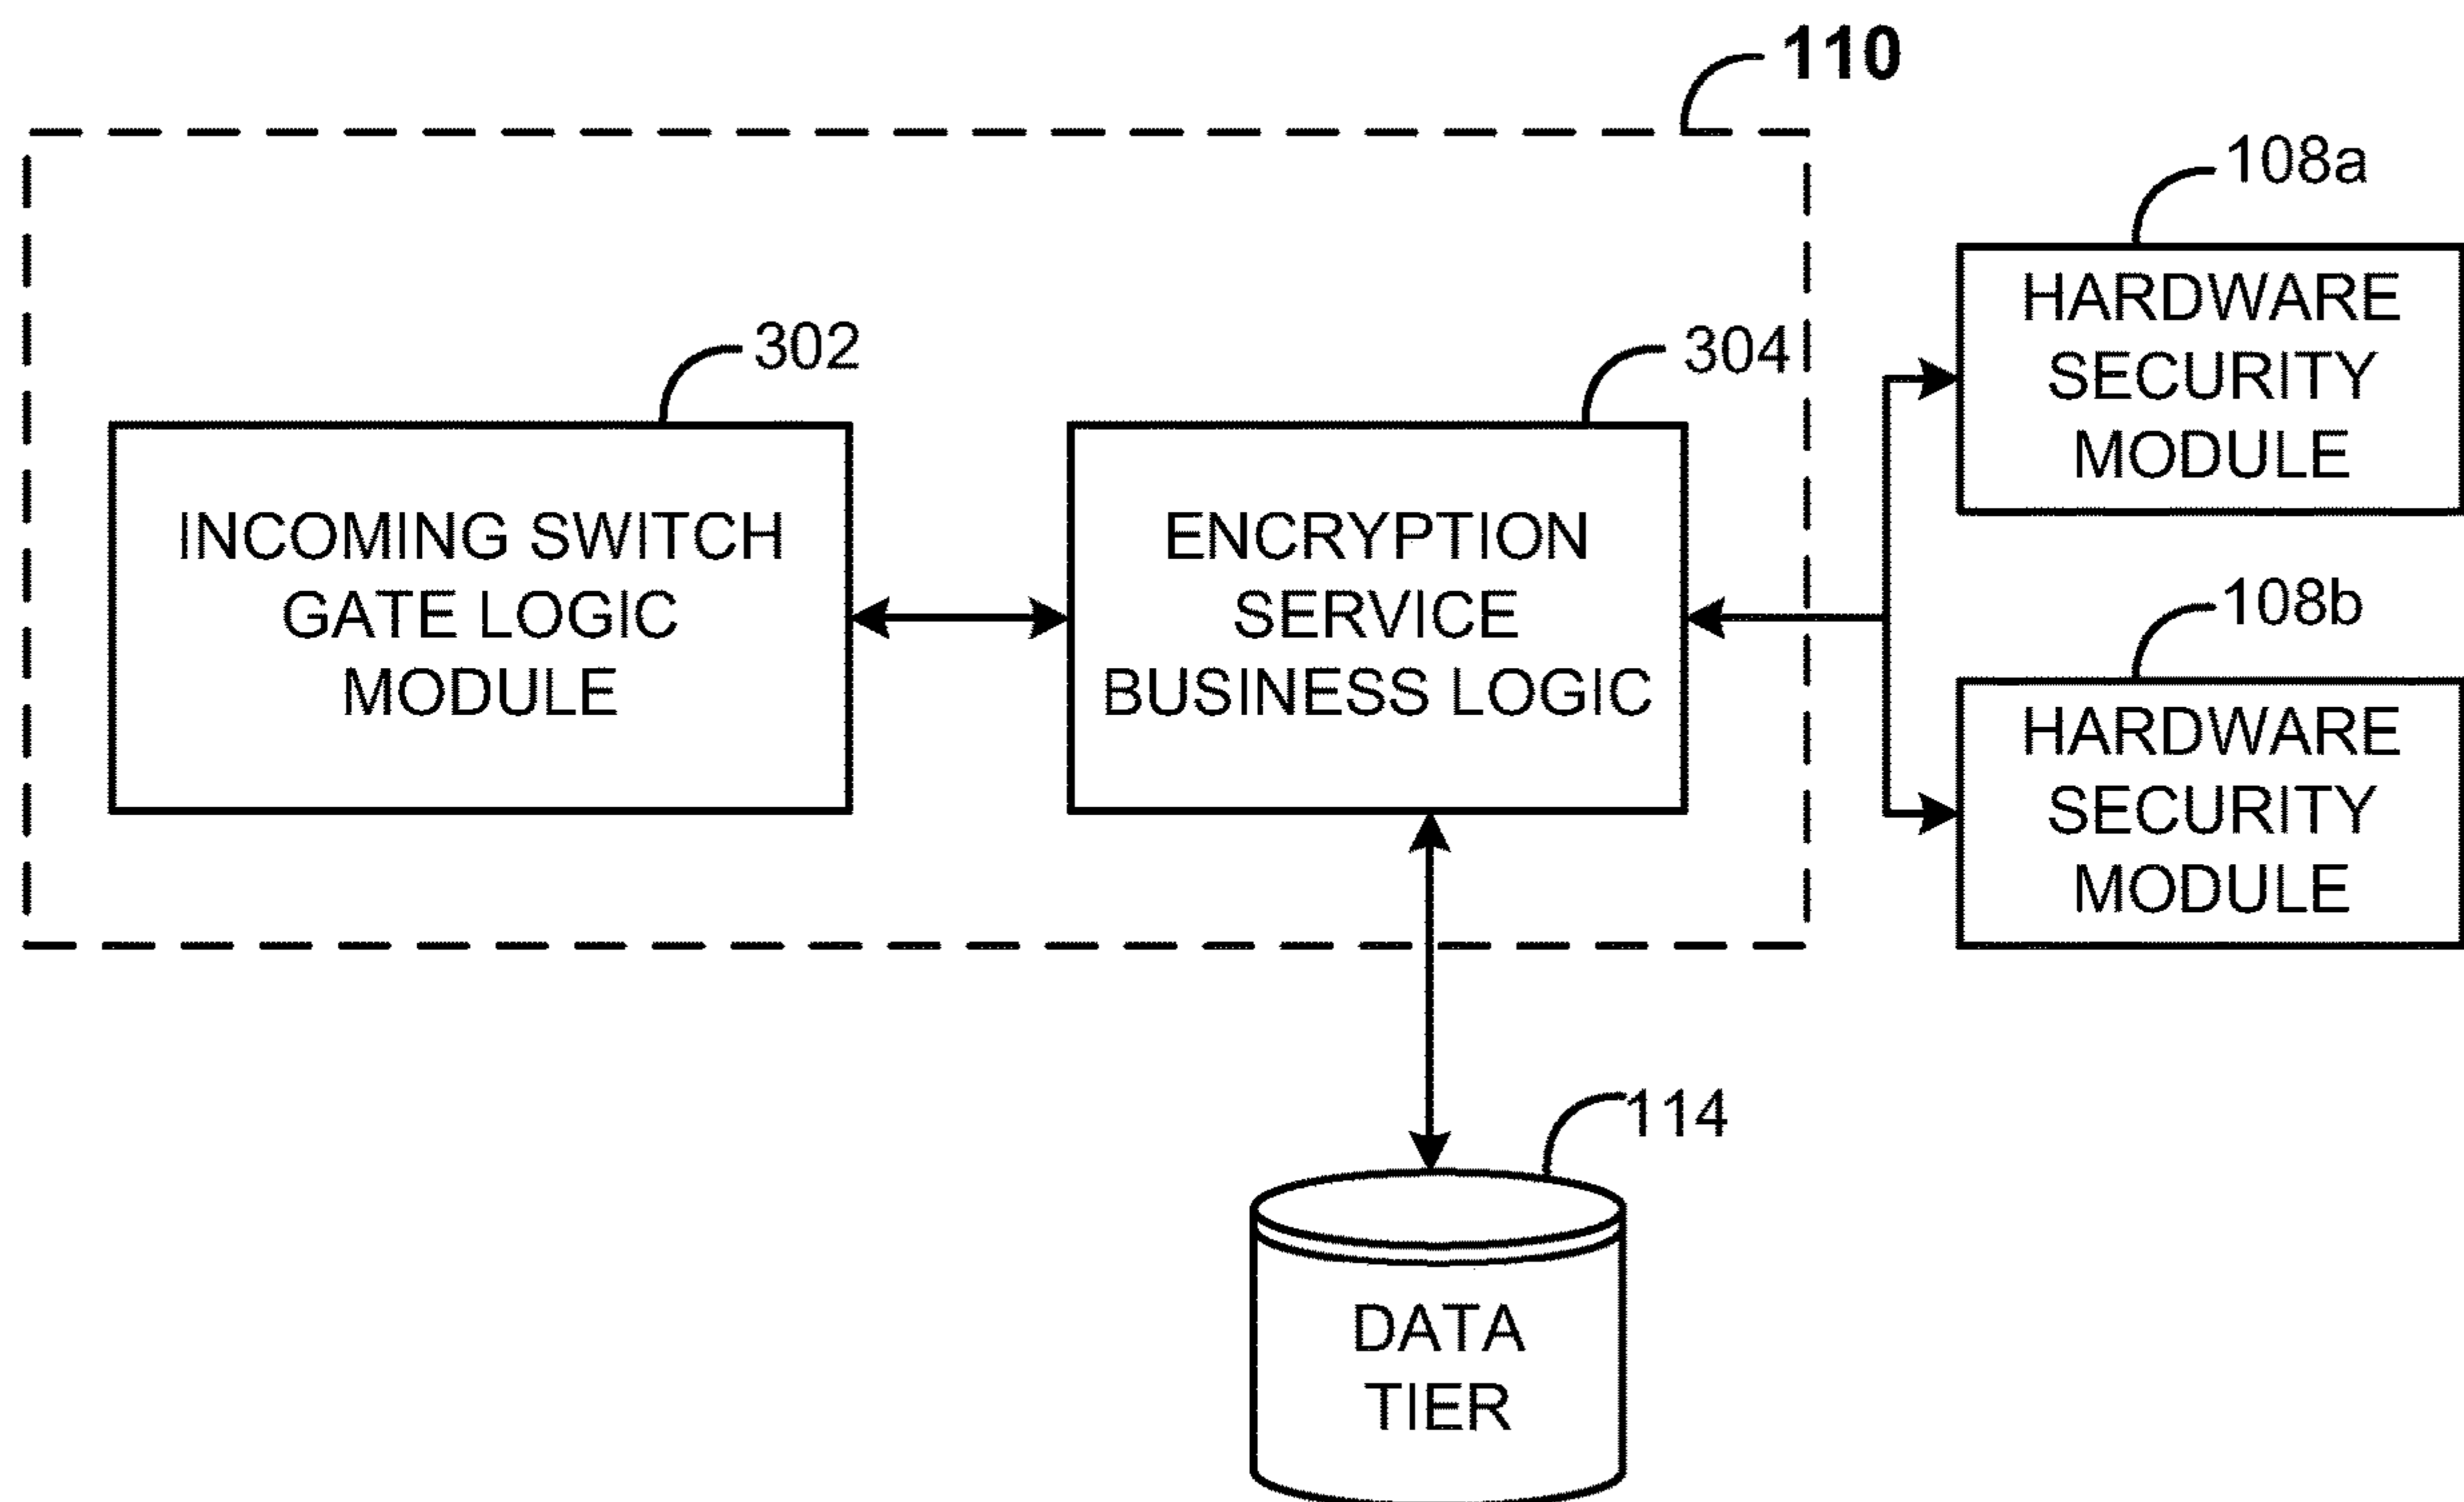 110
108a
HARDWARE
SECURITY
MODULE
302
INCOMING SWITCH
GATE LOGIC
MODULE
304
ENCRYPTION
SERVICE
BUSINESS LOGIC
108b
HARDWARE
SECURITY
MODULE
114
DATA
TIER